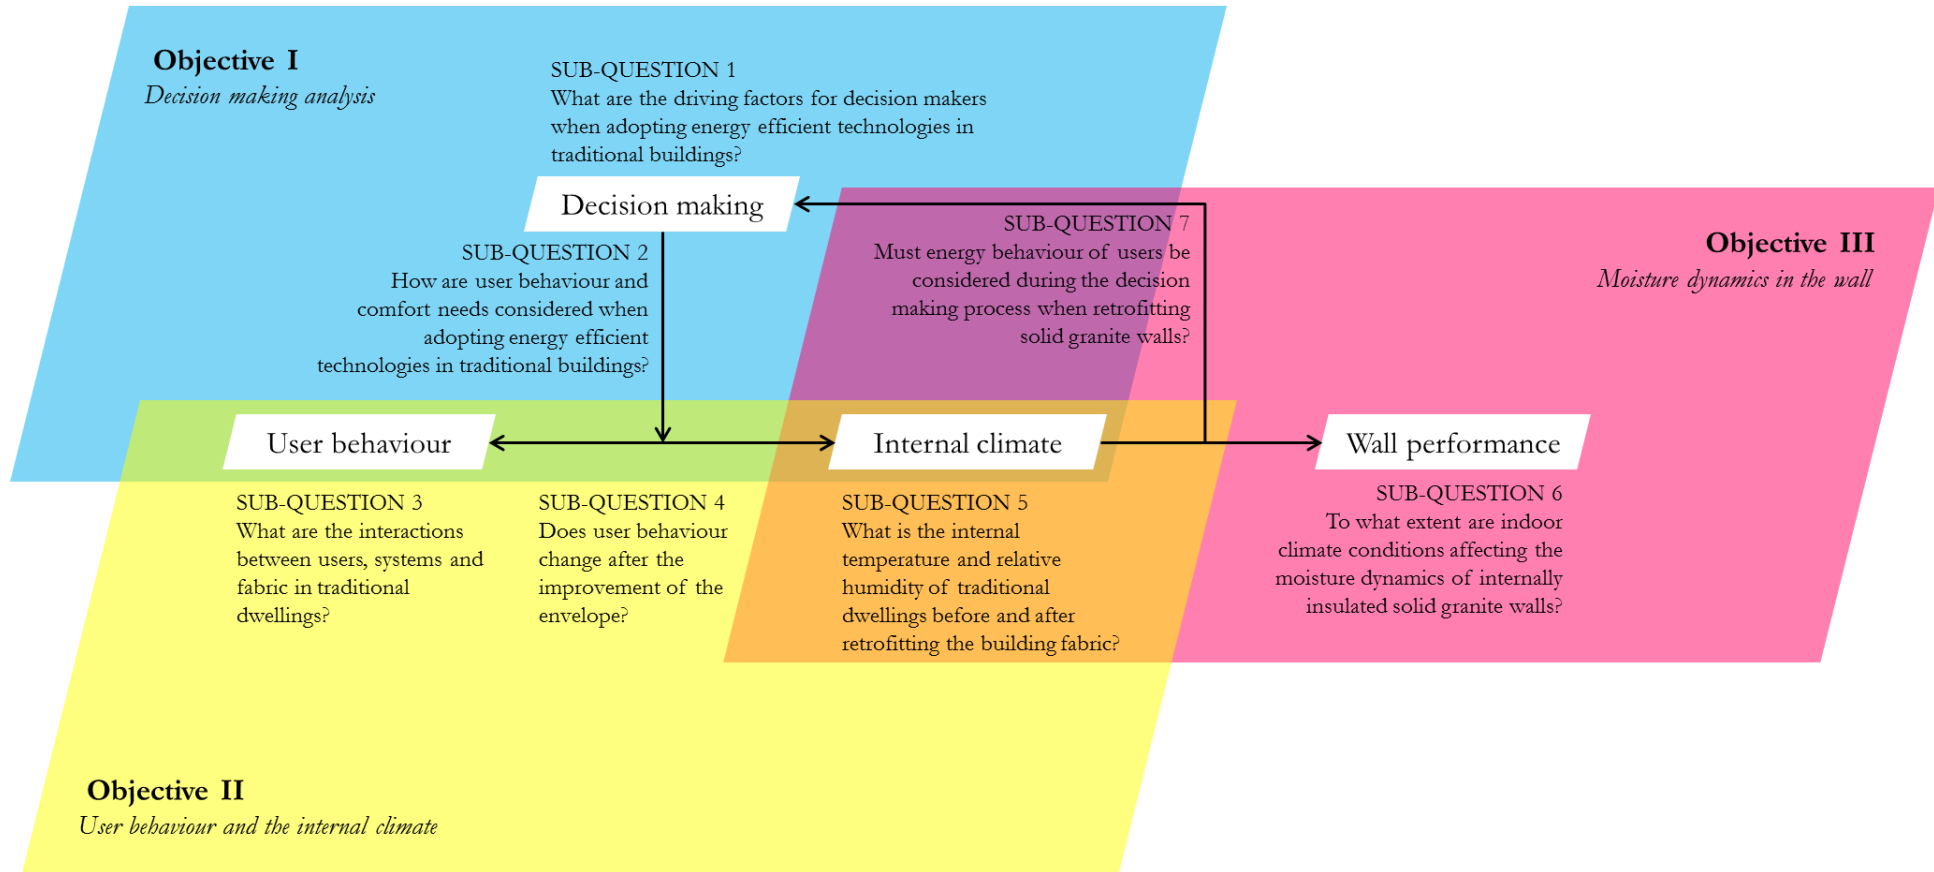 Objective I
Decision making analysis
SUB-QUESTION 1
What are the driving factors for decision makers
when adopting energy efficient technologies in
traditional buildings?
Decision making
SUB-QUESTION 2
How are user behaviour and
comfort needs considered when
adopting energy efficient
technologies in traditional buildings?
SUB-QUESTION 7
Must energy behaviour of users be
considered during the decision
making process when retrofitting
solid granite walls?
Objective III
Moisture dynamics in the wall
User behaviour
Internal climate
Wall performance
SUB-QUESTION 3
What are the interactions
between users, systems and
fabric in traditional
dwellings?
SUB-QUESTION 4
Does user behaviour
change after the
improvement of the
envelope?
SUB-QUESTION 5
What is the internal
temperature and relative
humidity of traditional
dwellings before and after
retrofitting the building fabric?
SUB-QUESTION 6
To what extent are indoor
climate conditions affecting the
moisture dynamics of internally
insulated solid granite walls?
Objective II
User behaviour and the internal climate